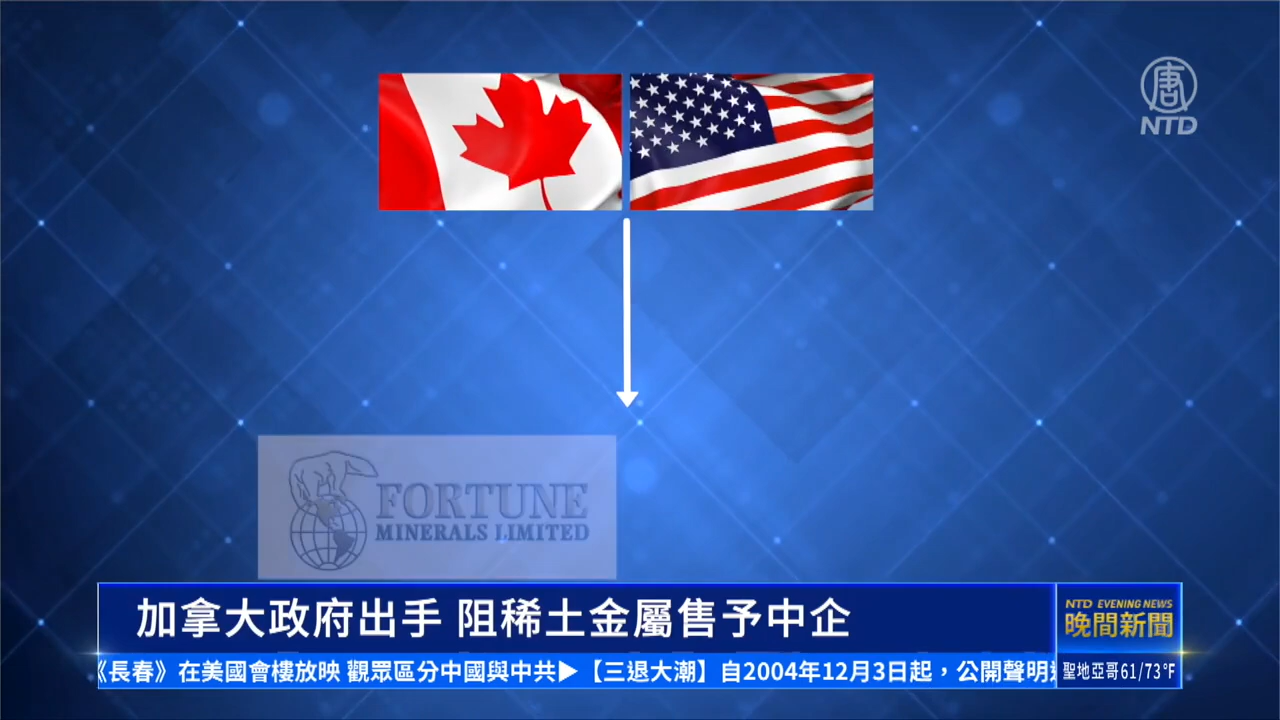 唐
NTD
FORTUNE
MINERALS LIMITED
加拿大政府出手 阻稀土金屬售予中企
NTD EVENING NEWS
晚間新聞
《長春》在美國會樓放映 觀眾區分中國與中共▶【三退大潮】自2004年12月3日起，公開聲明
聖地亞哥61/73°F